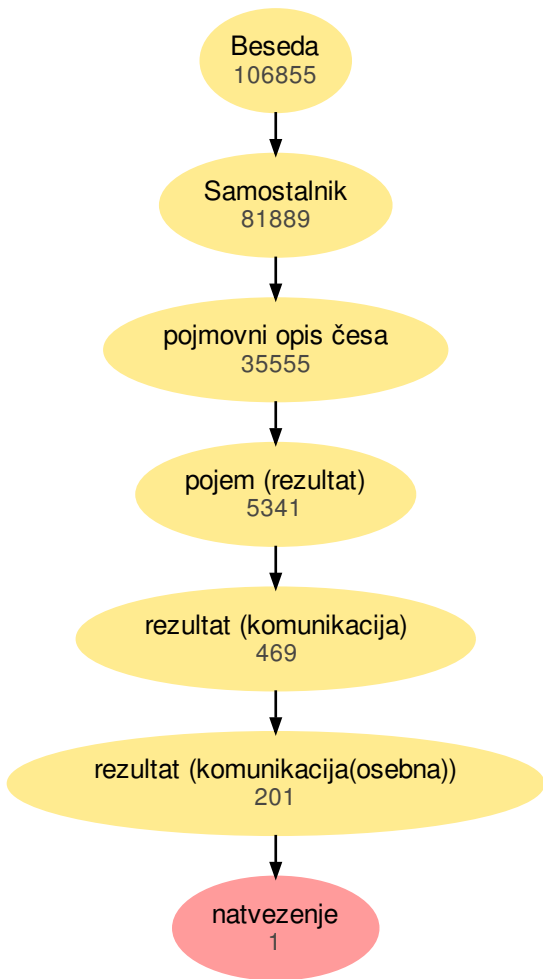 Beseda
106855
Samostalnik
81889
pojmovni opis česa
35555
pojem (rezultat)
5341
rezultat (komunikacija)
469
rezultat (komunikacija(osebna))
201
natvezenje
1